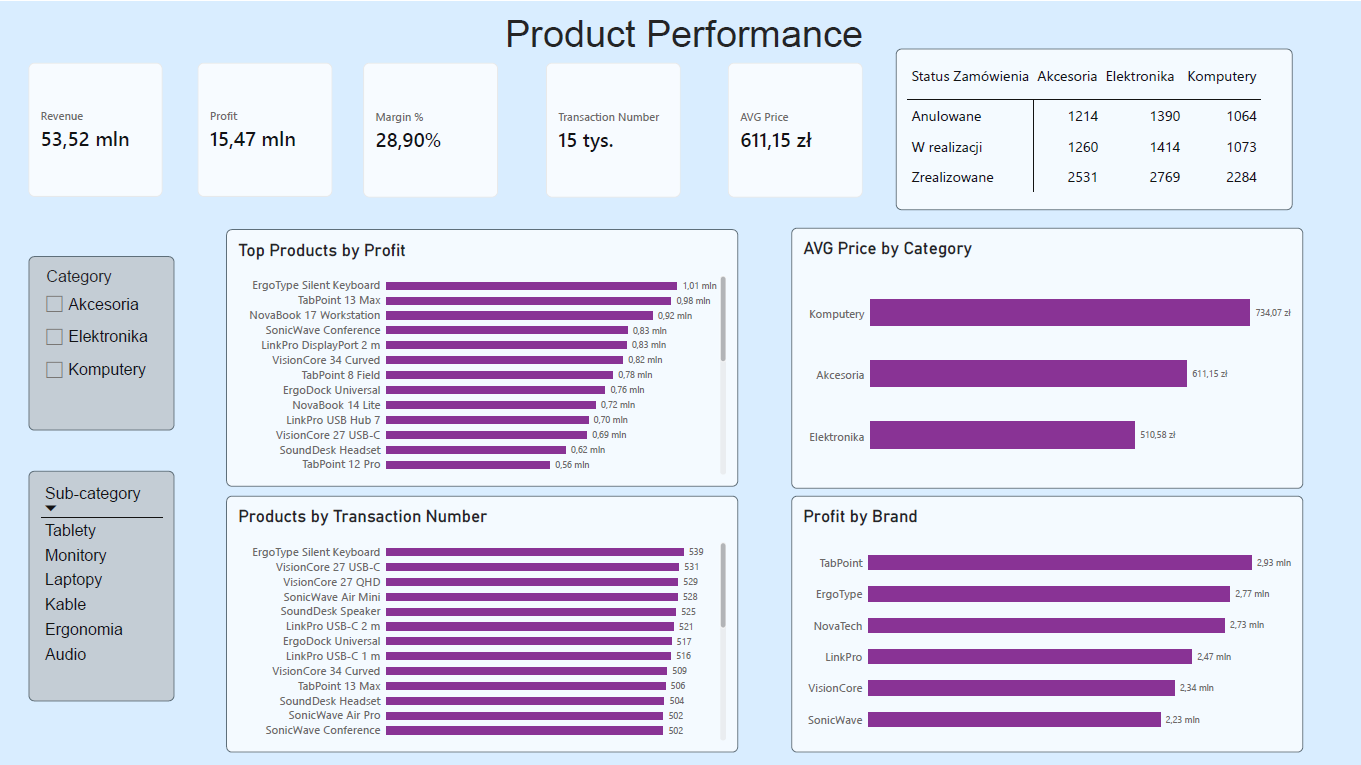 Product Performance
Revenue
53,52 mln
Profit
15,47 mln
Margin %
28,90%
Transaction Number
15 tys.
AVG Price
611,15 zł
Status Zamówienia Akcesoria Elektronika Komputery
Anulowane 1214 1390 1064
W realizacji 1260 1414 1073
Zrealizowane 2531 2769 2284
Category
Akcesoria
Elektronika
Komputery
Sub-category
Tablety
Monitory
Laptopy
Kable
Ergonomia
Audio
Top Products by Profit
ErgoType Silent Keyboard 1,01 mln
TabPoint 13 Max 0,98 mln
NovaBook 17 Workstation 0,92 mln
SonicWave Conference 0,83 mln
LinkPro DisplayPort 2 m 0,83 mln
VisionCore 34 Curved 0,82 mln
TabPoint 8 Field 0,78 mln
ErgoDock Universal 0,76 mln
NovaBook 14 Lite 0,72 mln
LinkPro USB Hub 7 0,70 mln
VisionCore 27 USB-C 0,69 mln
SoundDesk Headset 0,62 mln
TabPoint 12 Pro 0,56 mln
AVG Price by Category
Komputery 734,07 zł
Akcesoria 611,15 zł
Elektronika 510,58 zł
Products by Transaction Number
ErgoType Silent Keyboard 539
VisionCore 27 USB-C 531
VisionCore 27 QHD 529
SonicWave Air Mini 528
SoundDesk Speaker 525
LinkPro USB-C 2 m 521
ErgoDock Universal 517
LinkPro USB-C 1 m 516
VisionCore 34 Curved 509
TabPoint 13 Max 506
SoundDesk Headset 504
SonicWave Air Pro 502
SonicWave Conference 502
Profit by Brand
TabPoint 2,93 mln
ErgoType 2,77 mln
NovaTech 2,73 mln
LinkPro 2,47 mln
VisionCore 2,34 mln
SonicWave 2,23 mln